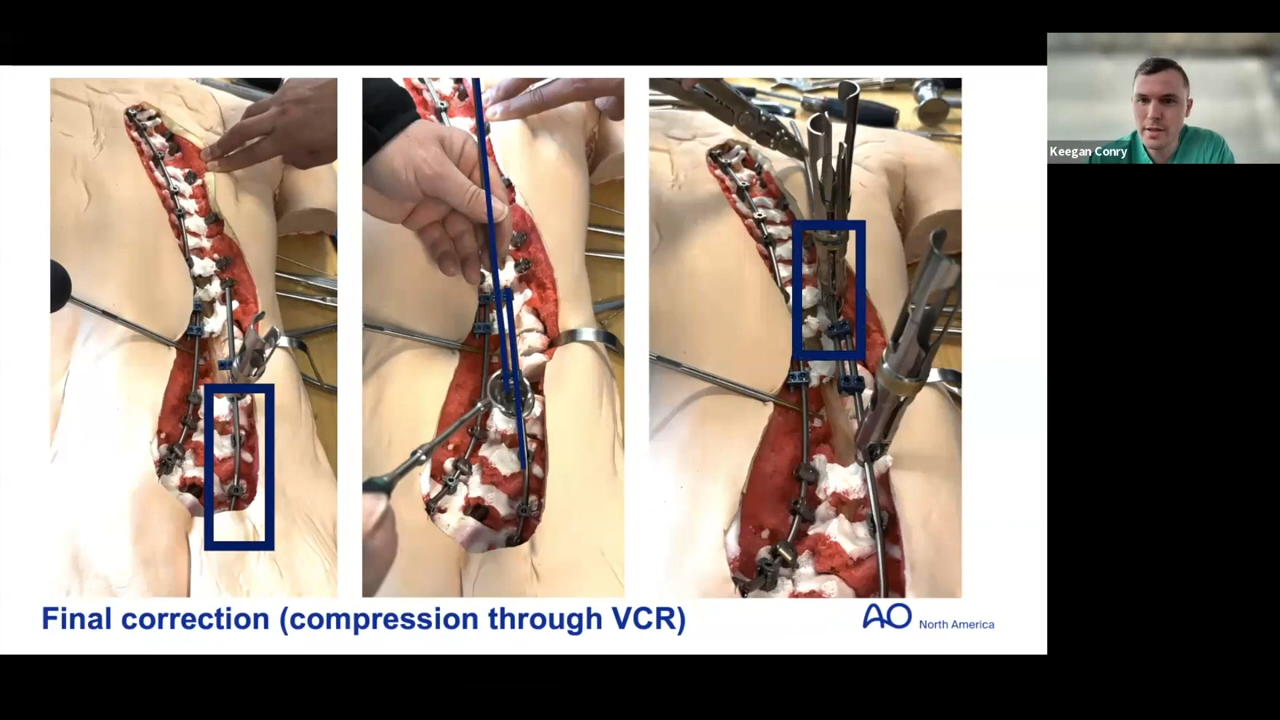 Keegan Conry
Final correction (compression through VCR)
AO North America